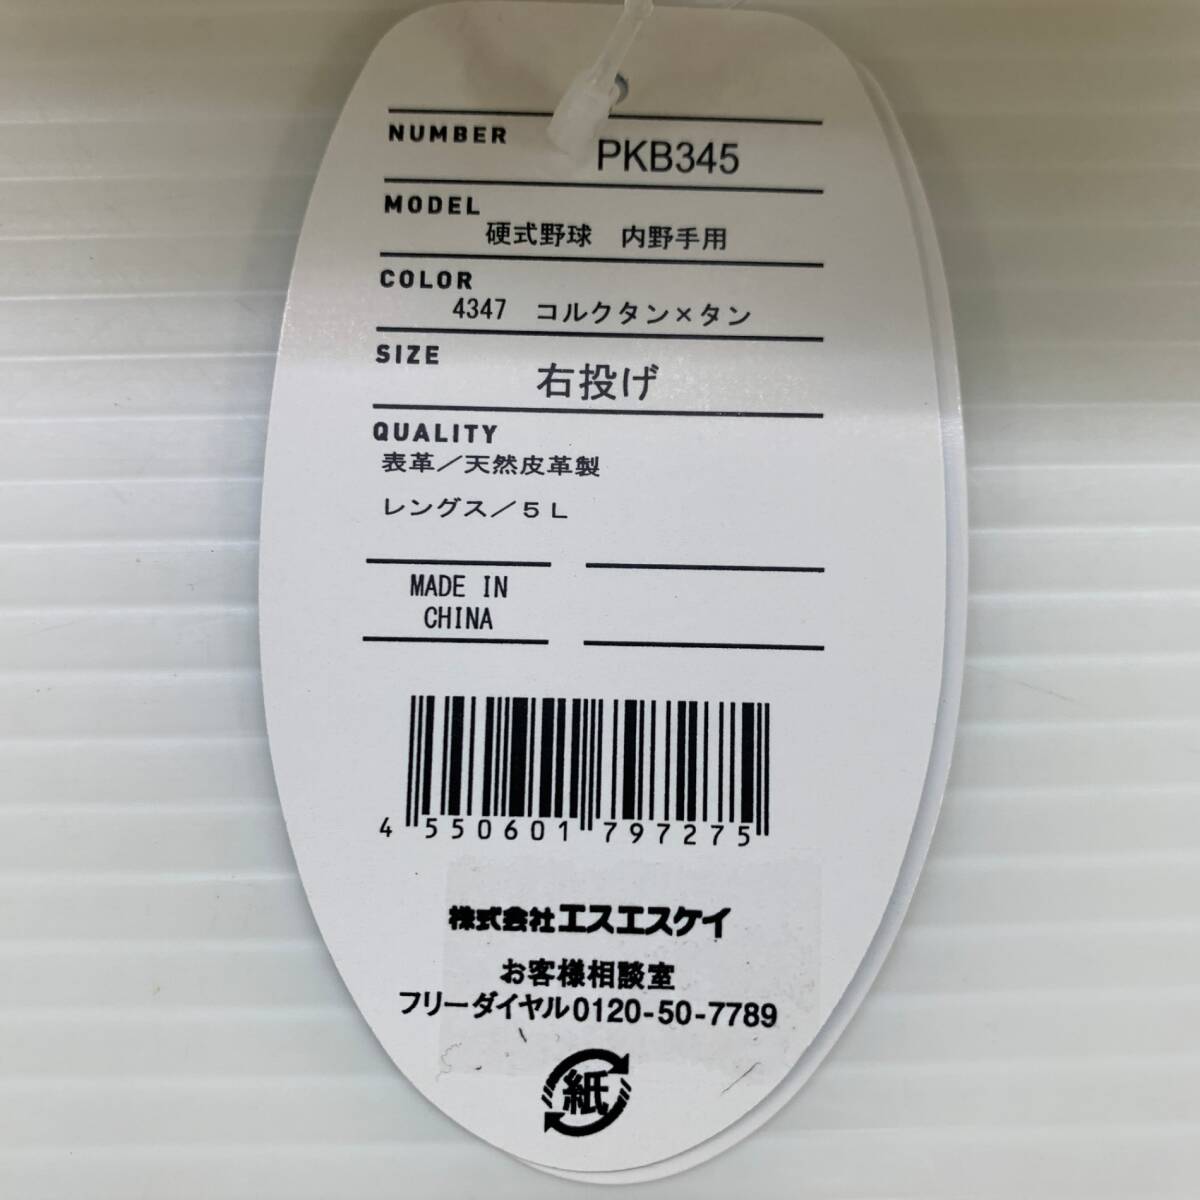 NUMBER
PKB345
MODEL
硬式野球　内野手用
COLOR
4347　コルクタン×タン
SIZE
右投げ
QUALITY
表革／天然皮革製
レングス／５Ｌ
MADE IN
CHINA
4 550601 797275
株式会社エスエスケイ
お客様相談室
フリーダイヤル0120-50-7789
紙